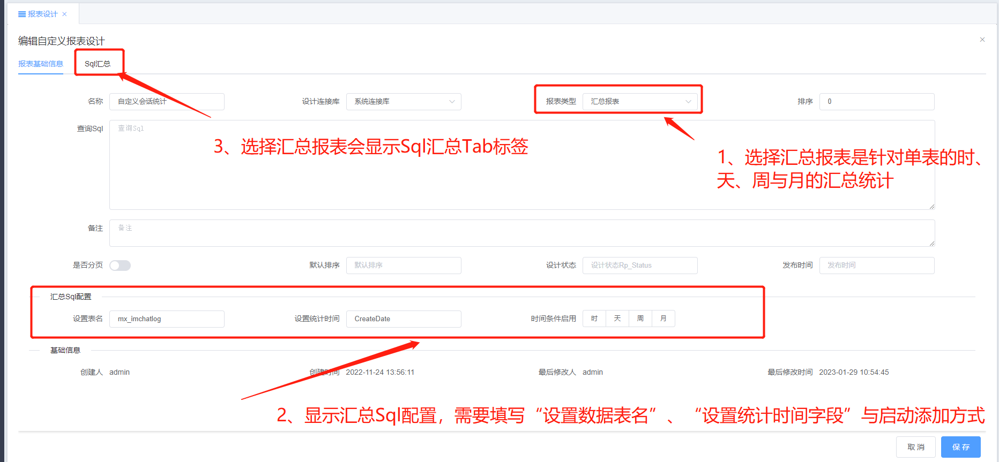 报表设计
编辑自定义报表设计
报表基础信息 Sql汇总
名称 自定义会话统计 设计连接库 系统连接库 报表类型 汇总报表 排序 0
查询Sql 查询Sql
3、选择汇总报表会显示Sql汇总Tab标签
1、选择汇总报表是针对单表的时、
天、周与月的汇总统计
备注 备注
是否分页 默认排序 默认排序 设计状态 设计状态Rp_Status 发布时间 发布时间
汇总Sql配置
设置表名 mx_imchatlog 设置统计时间 CreateDate 时间条件启用 时 天 周 月
基础信息
创建人 admin 创建时间 2022-11-24 13:56:11 最后修改人 admin 最后修改时间 2023-01-29 10:54:45
2、显示汇总Sql配置，需要填写“设置数据表名”、“设置统计时间字段”与启动添加方式
取消 保存